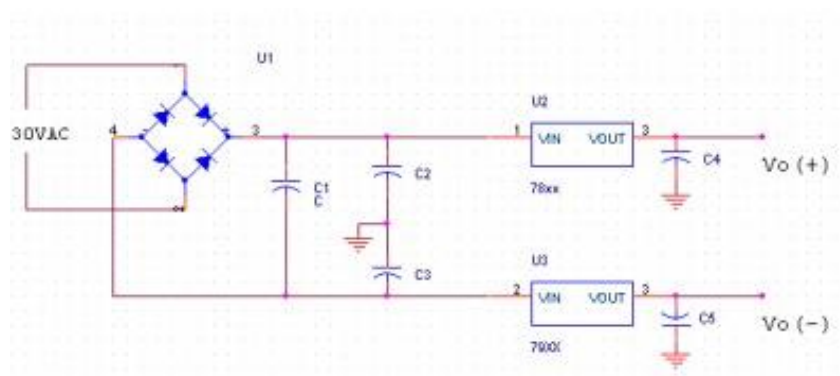 U1
30VAC
4
3
2
C1
C
C2
C3
U2
1
VIN
VOUT
3
78xx
C4
Vo (+)
U3
2
VIN
VOUT
3
79XX
C5
Vo (-)